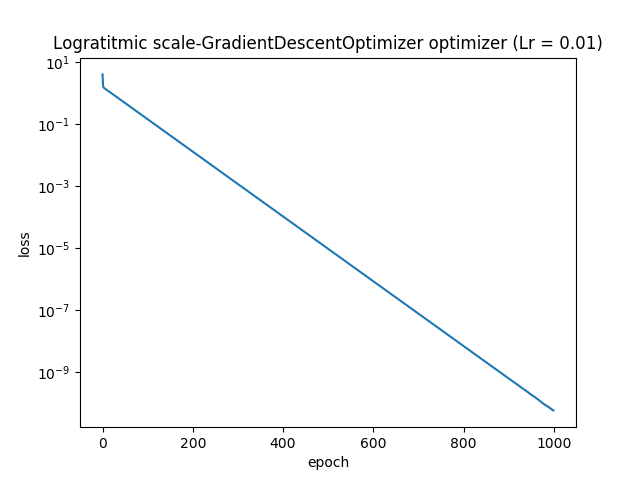 Logratitmic scale-GradientDescentOptimizer optimizer (Lr = 0.01)
10¹
10⁻¹
10⁻³
10⁻⁵
10⁻⁷
10⁻⁹
loss
0 200 400 600 800 1000
epoch